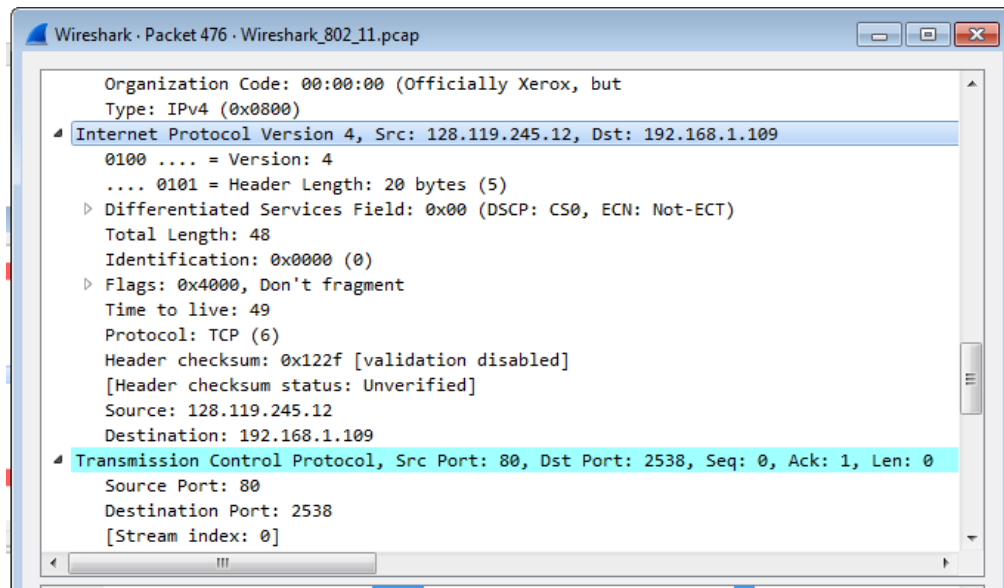 Wireshark · Packet 476 · Wireshark_802_11.pcap
Organization Code: 00:00:00 (Officially Xerox, but
Type: IPv4 (0x0800)
Internet Protocol Version 4, Src: 128.119.245.12, Dst: 192.168.1.109
0100 .... = Version: 4
.... 0101 = Header Length: 20 bytes (5)
Differentiated Services Field: 0x00 (DSCP: CS0, ECN: Not-ECT)
Total Length: 48
Identification: 0x0000 (0)
Flags: 0x4000, Don't fragment
Time to live: 49
Protocol: TCP (6)
Header checksum: 0x122f [validation disabled]
[Header checksum status: Unverified]
Source: 128.119.245.12
Destination: 192.168.1.109
Transmission Control Protocol, Src Port: 80, Dst Port: 2538, Seq: 0, Ack: 1, Len: 0
Source Port: 80
Destination Port: 2538
[Stream index: 0]